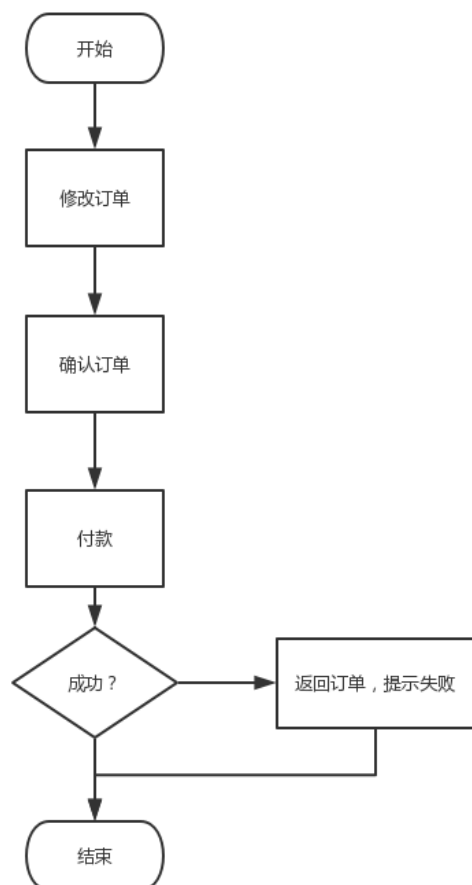 开始
修改订单
确认订单
付款
成功？
返回订单，提示失败
结束